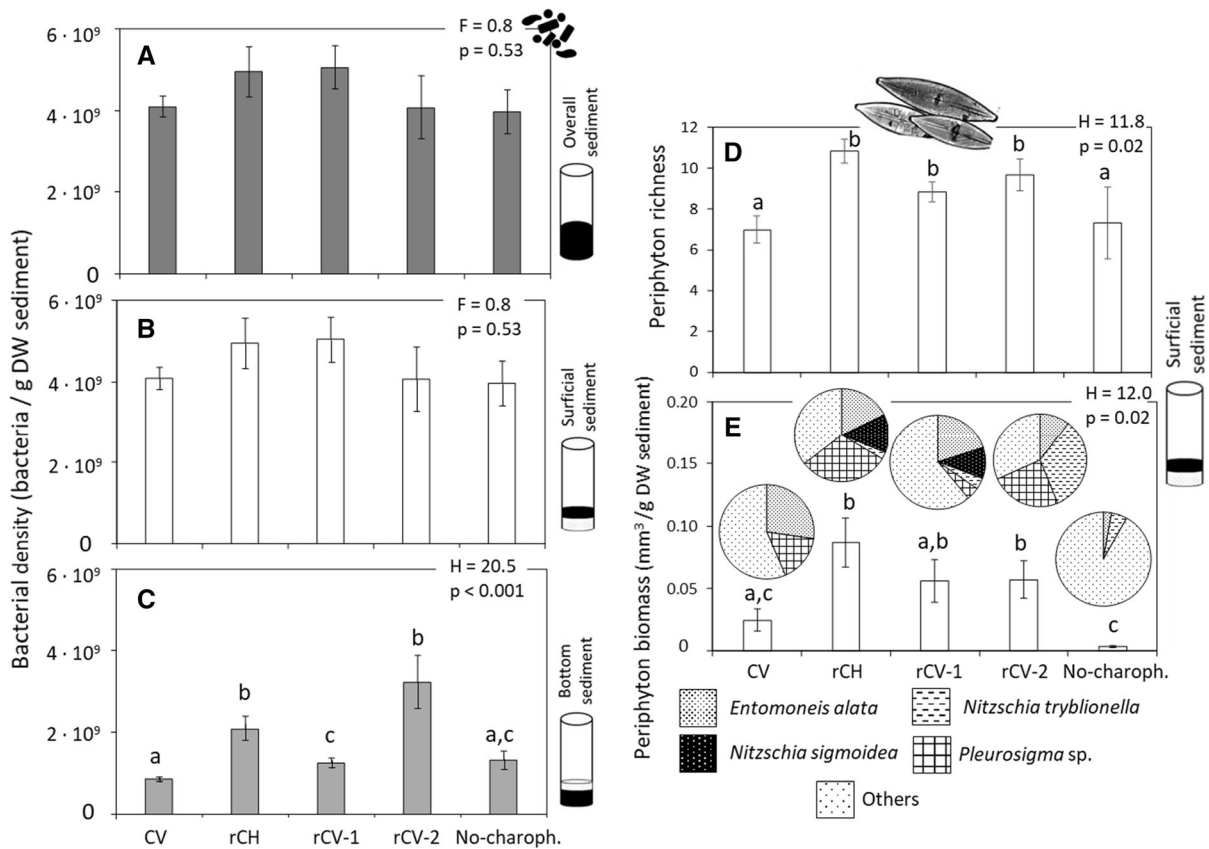 Bacterial density (bacteria / g DW sediment)
A
F = 0.8
p = 0.53
6 · 10⁹
4 · 10⁹
2 · 10⁹
0
Overall
sediment
B
F = 0.8
p = 0.53
6 · 10⁹
4 · 10⁹
2 · 10⁹
0
Surficial
sediment
C
H = 20.5
p < 0.001
6 · 10⁹
4 · 10⁹
2 · 10⁹
0
a
b
c
b
a,c
CV
rCH
rCV-1
rCV-2
No-charoph.
Bottom
sediment
Periphyton richness
D
H = 11.8
p = 0.02
12
10
8
6
4
2
0
a
b
b
b
a
Surficial
sediment
Periphyton biomass (mm³ /g DW sediment)
E
H = 12.0
p = 0.02
0.20
0.15
0.10
0.05
0
a,c
b
a,b
b
c
CV
rCH
rCV-1
rCV-2
No-charoph.
Entomoneis alata
Nitzschia tryblionella
Nitzschia sigmoidea
Pleurosigma sp.
Others